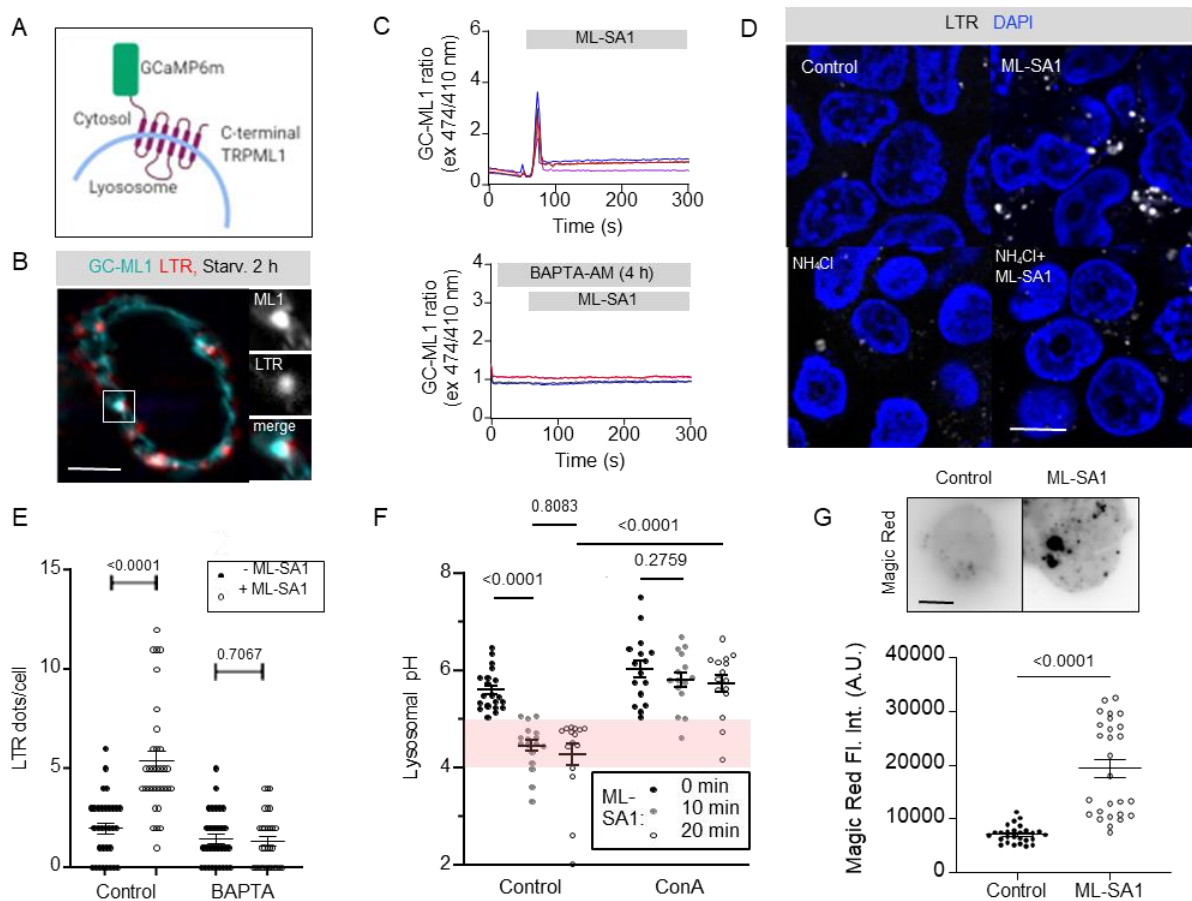 A
GCaMP6m
Cytosol
C-terminal
TRPML1
Lyososome
B
GC-ML1 LTR, Starv. 2 h
ML1
LTR
merge
C
ML-SA1
GC-ML1 ratio
(ex 474/410 nm)
6
4
2
0
0 100 200 300
Time (s)
BAPTA-AM (4 h)
ML-SA1
GC-ML1 ratio
(ex 474/410 nm)
4
3
2
1
0
0 100 200 300
Time (s)
D
LTR DAPI
Control
ML-SA1
NH₄Cl
NH₄Cl+
ML-SA1
E
LTR dots/cell
15
10
5
0
<0.0001
0.7067
- ML-SA1
+ ML-SA1
Control BAPTA
F
Lysosomal pH
8
6
4
2
0.8083
<0.0001
<0.0001
0.2759
ML-
SA1:
0 min
10 min
20 min
Control ConA
G
Control ML-SA1
Magic Red
Magic Red Fl. Int. (A.U.)
40000
30000
20000
10000
0
<0.0001
Control ML-SA1